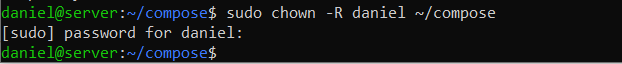 daniel@server:~/compose$ sudo chown -R daniel ~/compose
[sudo] password for daniel:
daniel@server:~/compose$